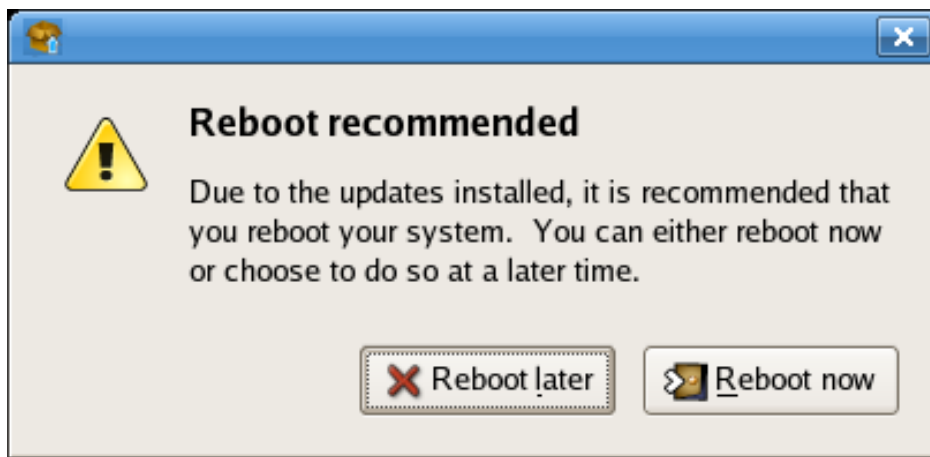 Reboot recommended
Due to the updates installed, it is recommended that
you reboot your system.  You can either reboot now
or choose to do so at a later time.
Reboot later
Reboot now